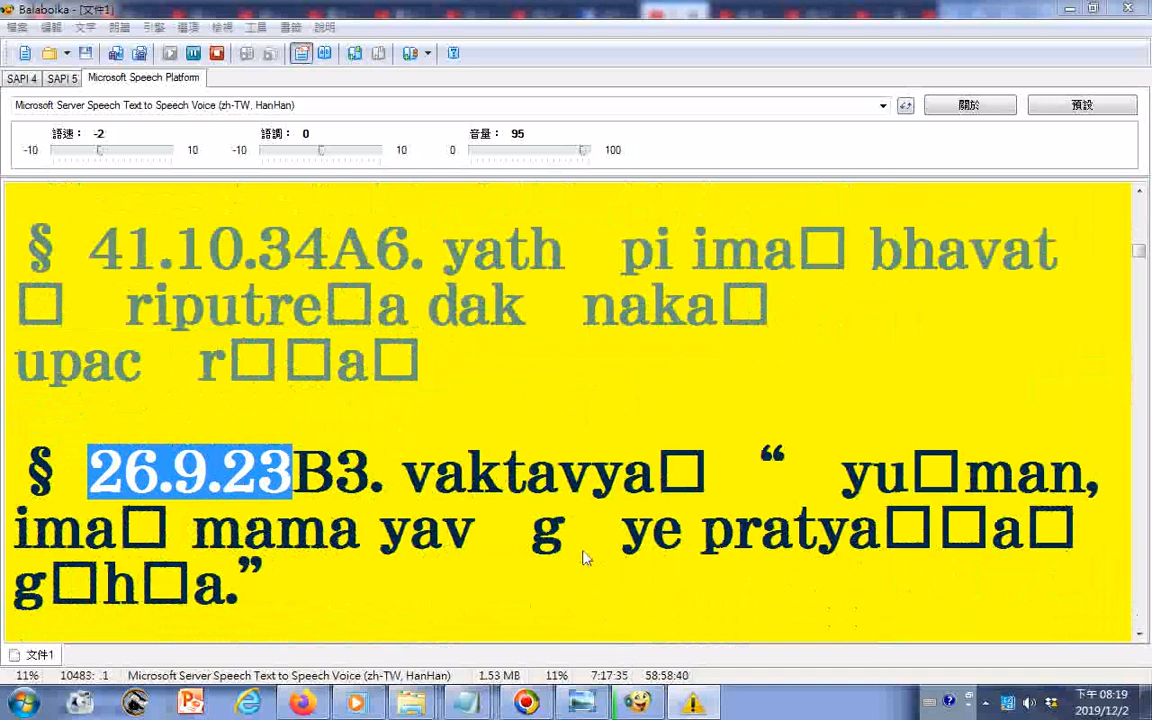 Balabolka - [文件1]
檔案 編輯 文字 朗讀 引擎 選項 檢視 工具 書籤 說明
SAPI 4 SAPI 5 Microsoft Speech Platform
Microsoft Server Speech Text to Speech Voice (zh-TW, HanHan) 關於 預設
語速： -2 語調： 0 音量： 95
-10 10 -10 10 0 100
§ 41.10.34A6. yath pi ima□ bhavat
□ riputre□a dak naka□
upac r□□a□
§ 26.9.23B3. vaktavya□ “ yu□man,
ima□ mama yav g ye pratya□□a□
g□h□a.”
文件1
11% 10483: .1 Microsoft Server Speech Text to Speech Voice (zh-TW, HanHan) 1.53 MB 11% 7:17:35 58:58:40
下午 08:19
2019/12/2